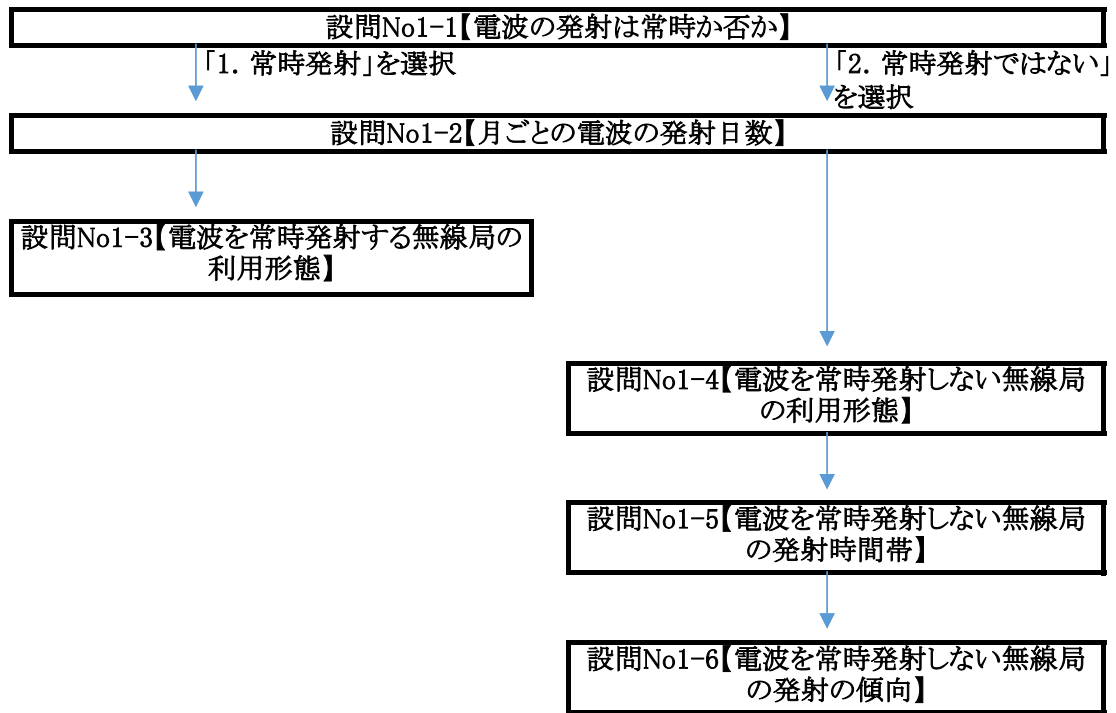 設問No1-1【電波の発射は常時か否か】
「1. 常時発射」を選択
「2. 常時発射ではない」
を選択
設問No1-2【月ごとの電波の発射日数】
設問No1-3【電波を常時発射する無線局の
利用形態】
設問No1-4【電波を常時発射しない無線局
の利用形態】
設問No1-5【電波を常時発射しない無線局
の発射時間帯】
設問No1-6【電波を常時発射しない無線局
の発射の傾向】